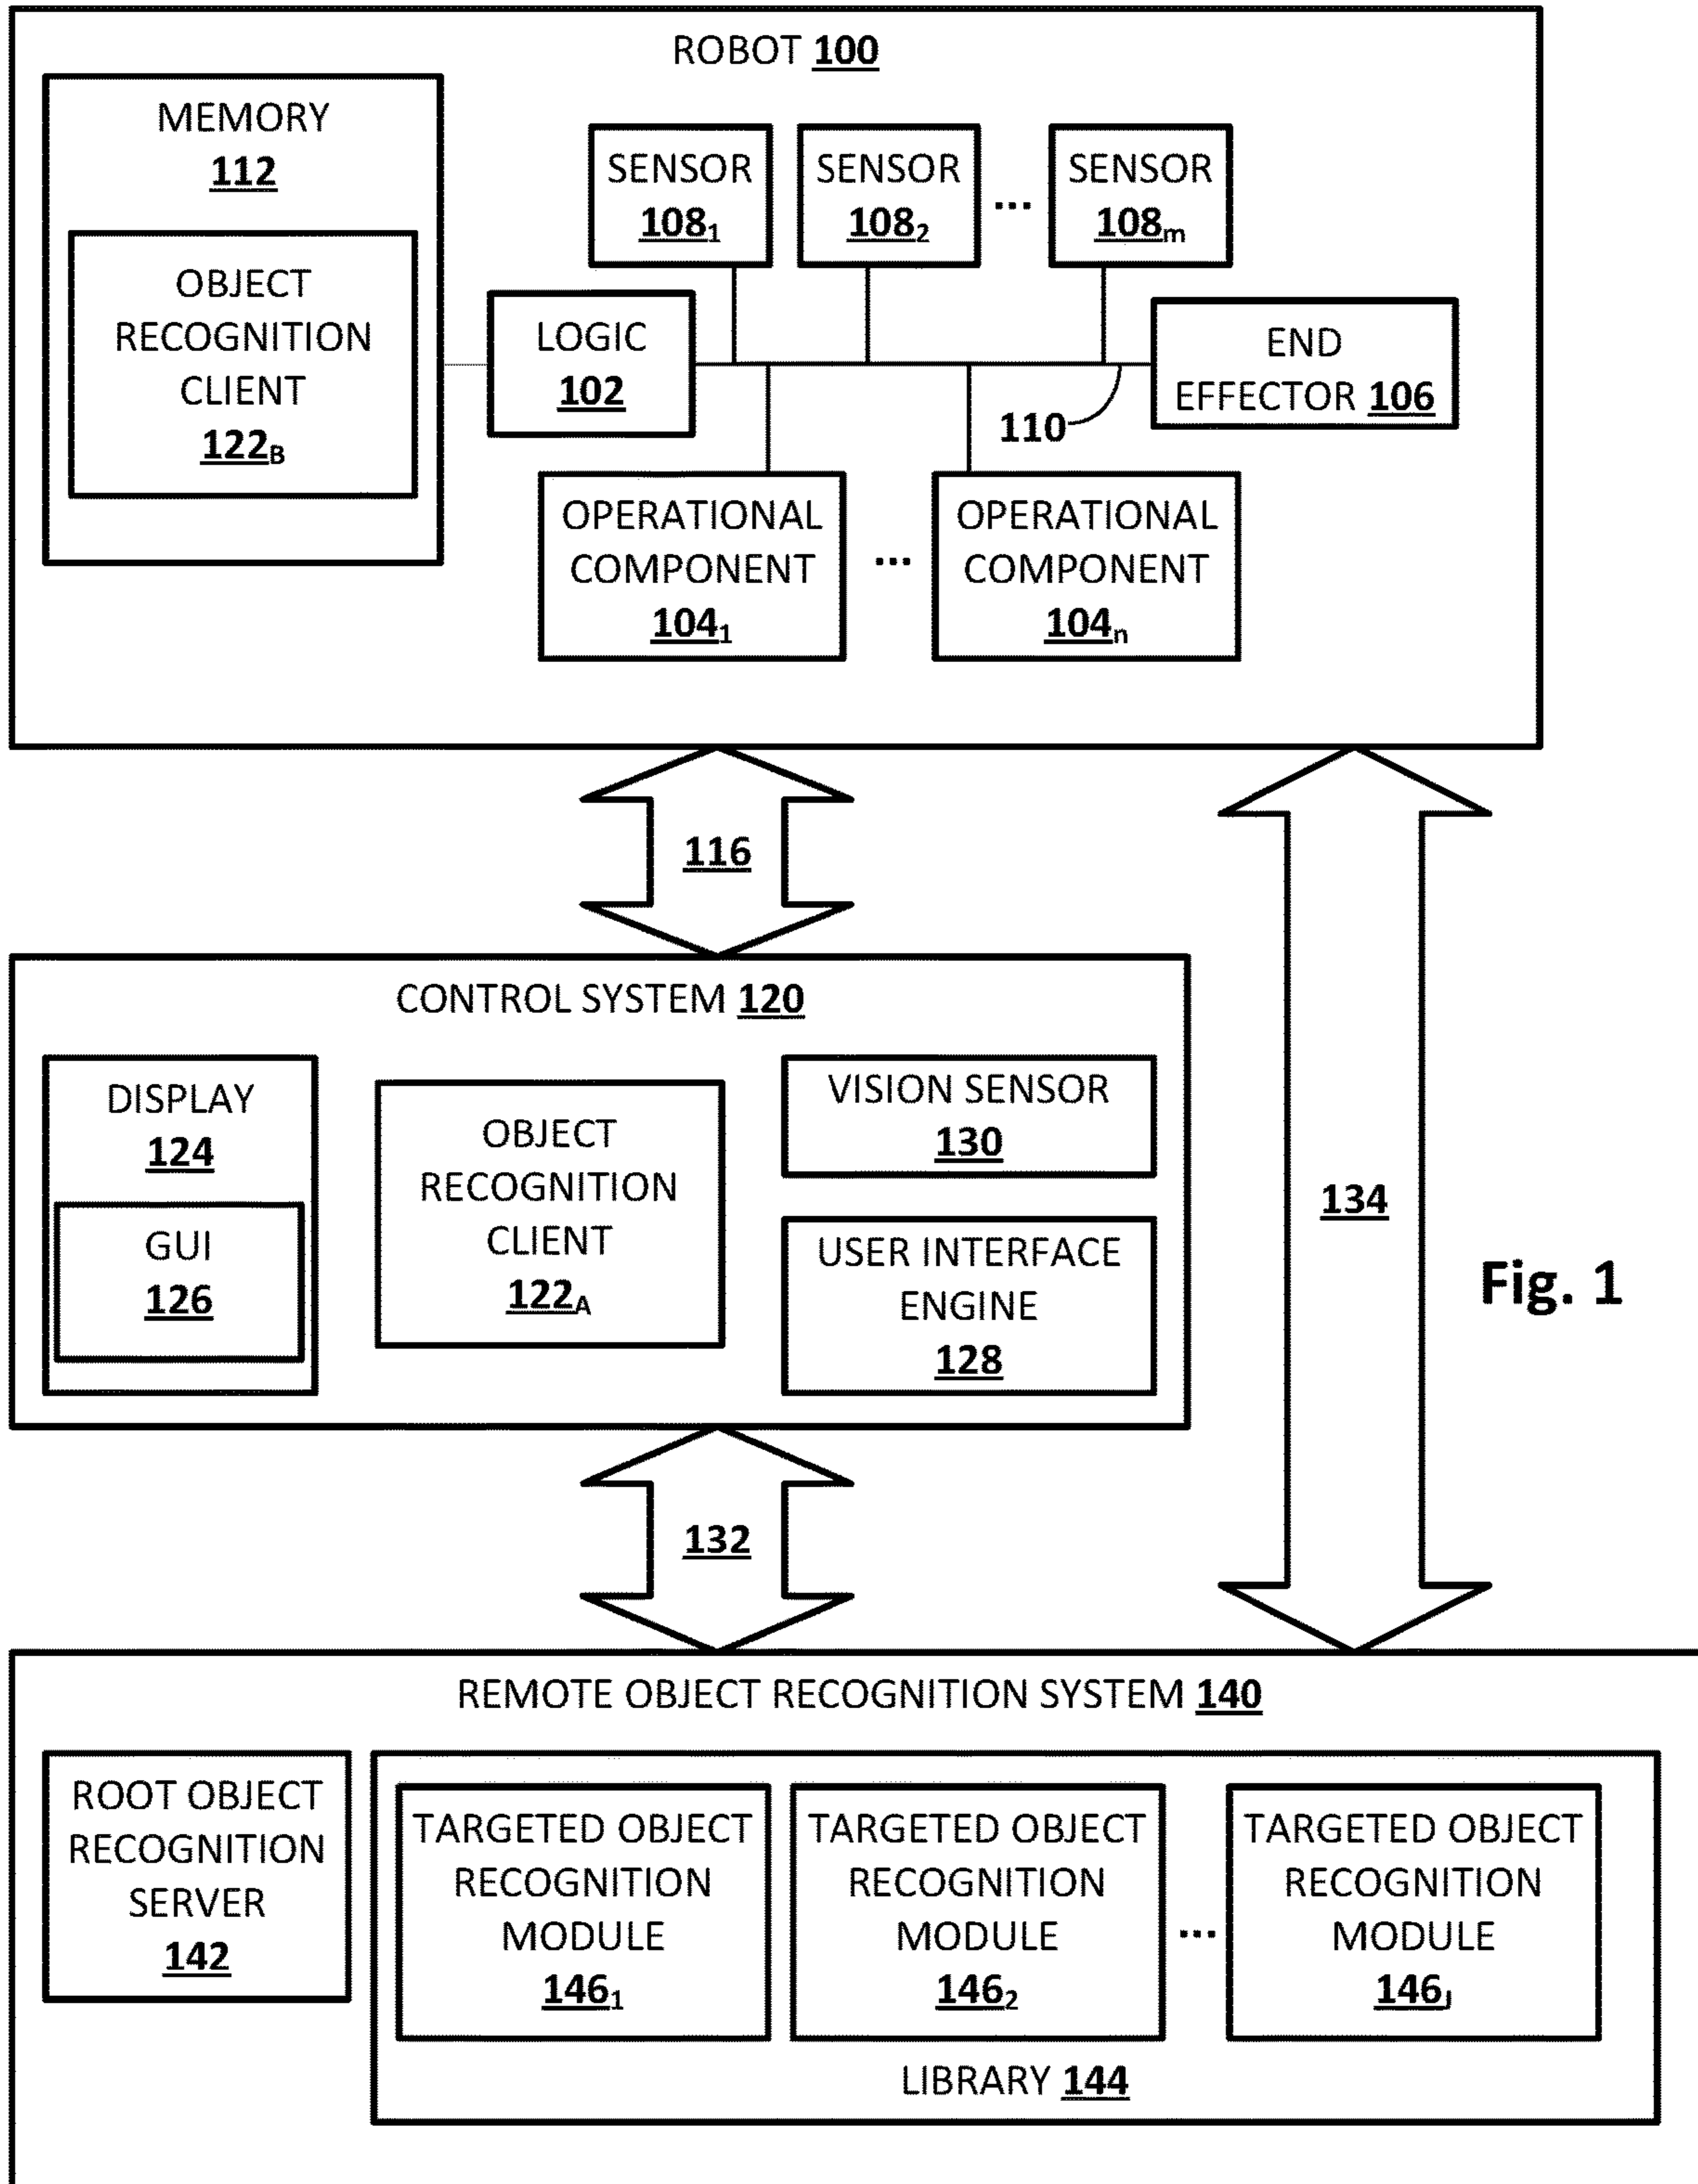 ROBOT 100
MEMORY
112
OBJECT
RECOGNITION
CLIENT
122B
SENSOR
1081
SENSOR
1082
...
SENSOR
108m
LOGIC
102
END
EFFECTOR 106
110
OPERATIONAL
COMPONENT
1041
...
OPERATIONAL
COMPONENT
104n
116
134
CONTROL SYSTEM 120
DISPLAY
124
GUI
126
OBJECT
RECOGNITION
CLIENT
122A
VISION SENSOR
130
USER INTERFACE
ENGINE
128
Fig. 1
132
REMOTE OBJECT RECOGNITION SYSTEM 140
ROOT OBJECT
RECOGNITION
SERVER
142
TARGETED OBJECT
RECOGNITION
MODULE
1461
TARGETED OBJECT
RECOGNITION
MODULE
1462
...
TARGETED OBJECT
RECOGNITION
MODULE
146J
LIBRARY 144